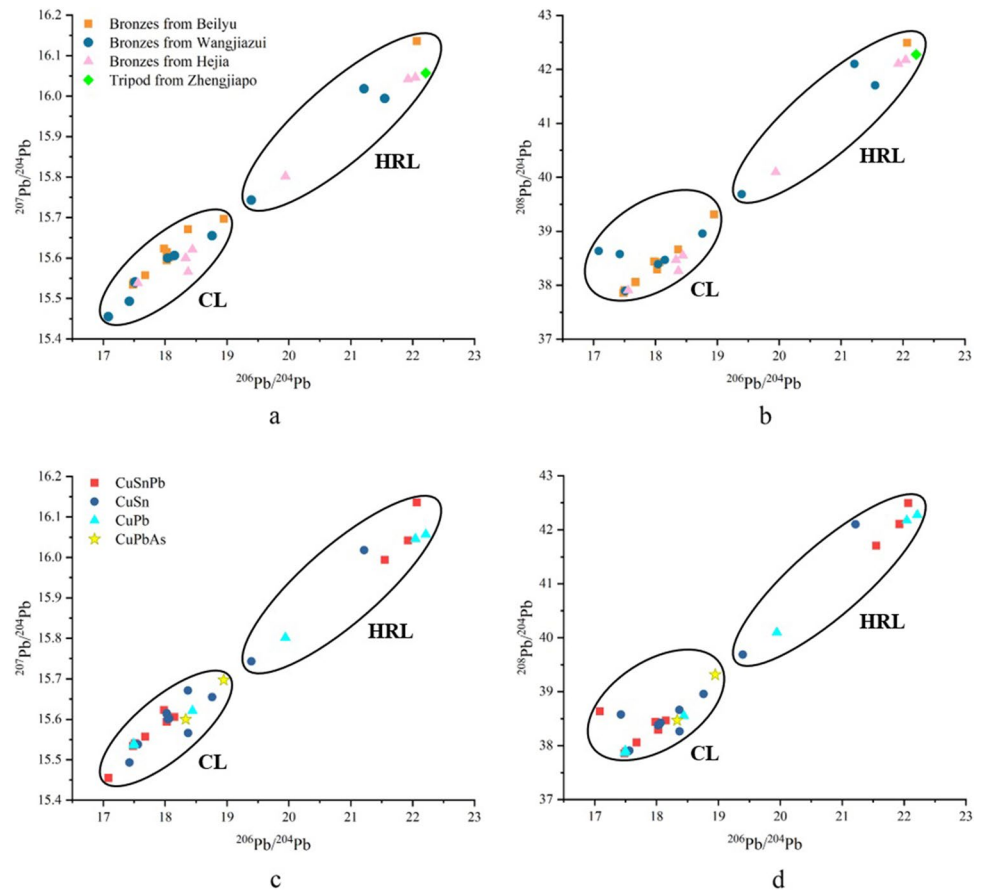 16.2
16.1
16.0
15.9
15.8
15.7
15.6
15.5
15.4
²⁰⁷Pb/²⁰⁴Pb
Bronzes from Beilyu
Bronzes from Wangjiazui
Bronzes from Hejia
Tripod from Zhengjiapo
HRL
CL
17 18 19 20 21 22 23
²⁰⁶Pb/²⁰⁴Pb
a
43
42
41
40
39
38
37
²⁰⁸Pb/²⁰⁴Pb
HRL
CL
17 18 19 20 21 22 23
²⁰⁶Pb/²⁰⁴Pb
b
16.2
16.1
16.0
15.9
15.8
15.7
15.6
15.5
15.4
²⁰⁷Pb/²⁰⁴Pb
CuSnPb
CuSn
CuPb
CuPbAs
HRL
CL
17 18 19 20 21 22 23
²⁰⁶Pb/²⁰⁴Pb
c
43
42
41
40
39
38
37
²⁰⁸Pb/²⁰⁴Pb
HRL
CL
17 18 19 20 21 22 23
²⁰⁶Pb/²⁰⁴Pb
d